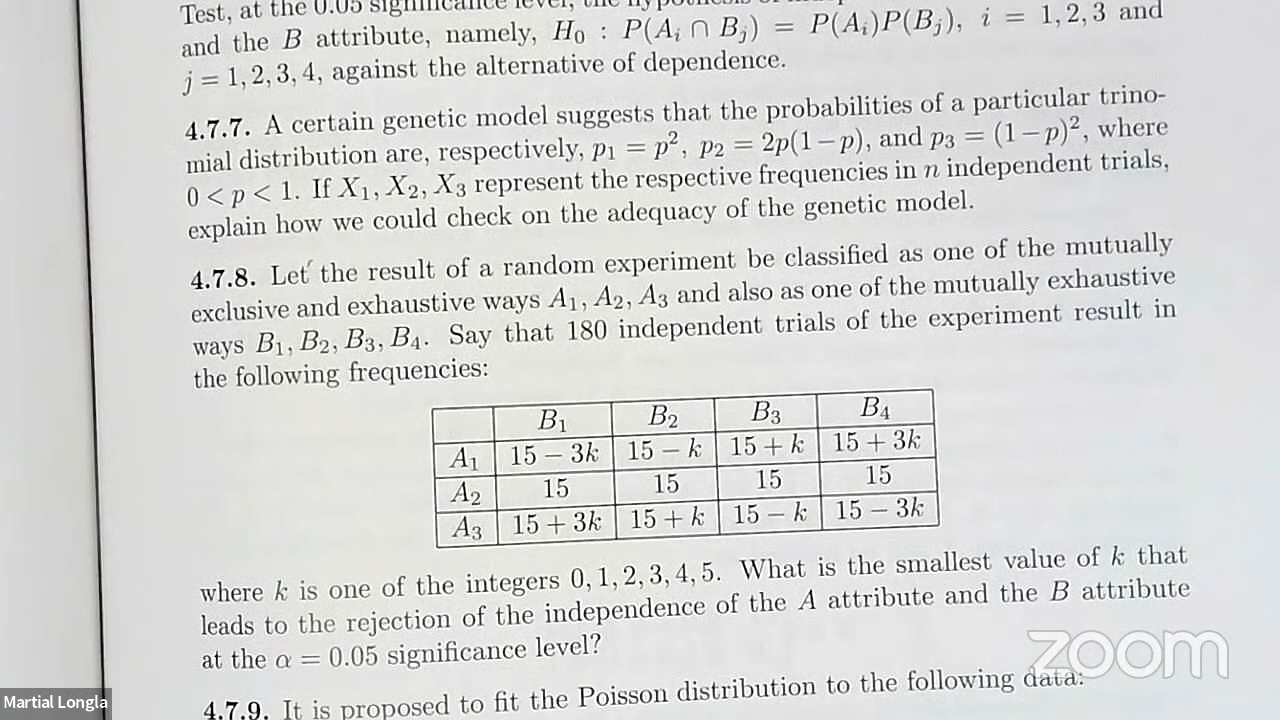 Test, at the 0.05 significance level, the hypothesis of
and the B attribute, namely, H₀ : P(Aᵢ ∩ Bⱼ) = P(Aᵢ)P(Bⱼ), i = 1, 2, 3 and
j = 1, 2, 3, 4, against the alternative of dependence.
4.7.7. A certain genetic model suggests that the probabilities of a particular trino-
mial distribution are, respectively, p₁ = p², p₂ = 2p(1 − p), and p₃ = (1 − p)², where
0 < p < 1. If X₁, X₂, X₃ represent the respective frequencies in n independent trials,
explain how we could check on the adequacy of the genetic model.
4.7.8. Let the result of a random experiment be classified as one of the mutually
exclusive and exhaustive ways A₁, A₂, A₃ and also as one of the mutually exhaustive
ways B₁, B₂, B₃, B₄. Say that 180 independent trials of the experiment result in
the following frequencies:
B₁ B₂ B₃ B₄
A₁ 15 − 3k 15 − k 15 + k 15 + 3k
A₂ 15 15 15 15
A₃ 15 + 3k 15 + k 15 − k 15 − 3k
where k is one of the integers 0, 1, 2, 3, 4, 5. What is the smallest value of k that
leads to the rejection of the independence of the A attribute and the B attribute
at the α = 0.05 significance level?
zoom
4.7.9. It is proposed to fit the Poisson distribution to the following data:
Martial Longla